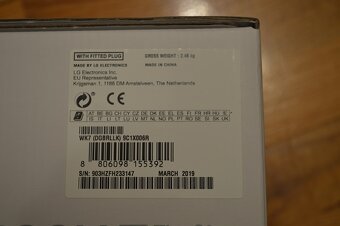 WITH FITTED PLUG
GROSS WEIGHT : 2.46 kg
MADE BY LG ELECTRONICS
MADE IN CHINA
LG Electronics Inc.
EU Representative
Krijgsman 1, 1186 DM Amstelveen, The Netherlands
CE
WK7 (DGBRLLK) 9C1X006R
8 806098 155392
S/N: 903HZFH233147
MARCH 2019